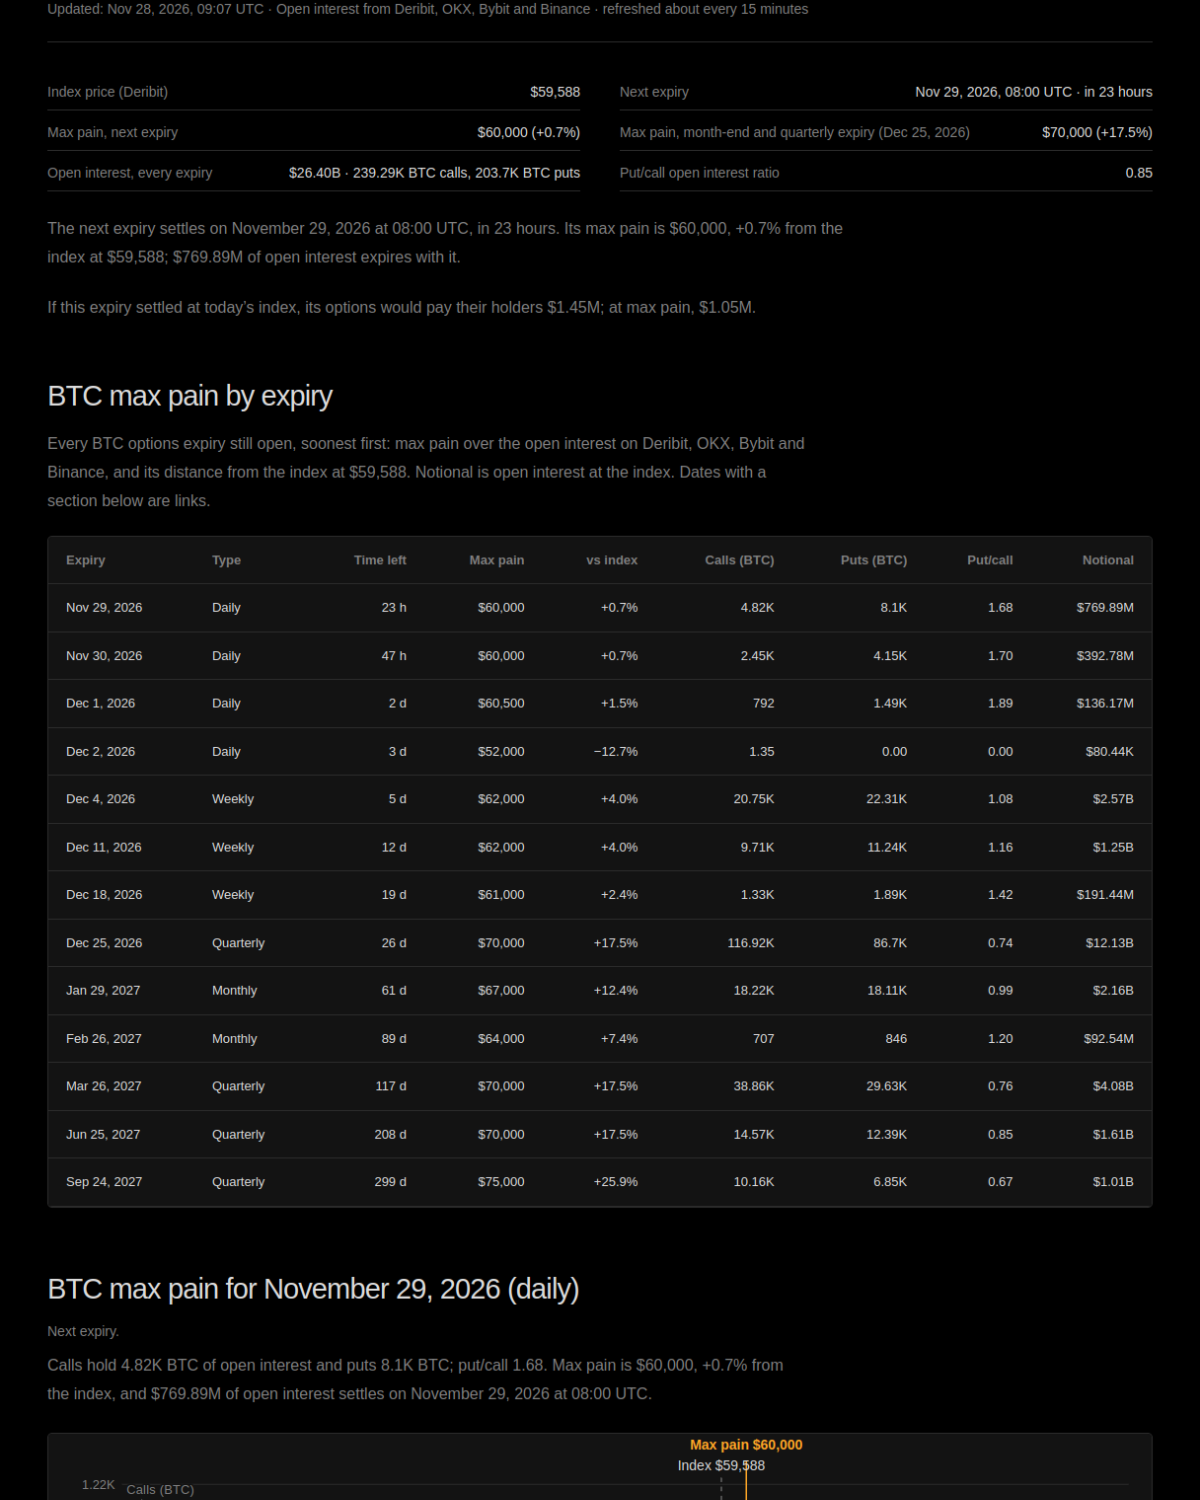 Updated: Nov 28, 2026, 09:07 UTC · Open interest from Deribit, OKX, Bybit and Binance · refreshed about every 15 minutes
Index price (Deribit) $59,588
Next expiry Nov 29, 2026, 08:00 UTC · in 23 hours
Max pain, next expiry $60,000 (+0.7%)
Max pain, month-end and quarterly expiry (Dec 25, 2026) $70,000 (+17.5%)
Open interest, every expiry $26.40B · 239.29K BTC calls, 203.7K BTC puts
Put/call open interest ratio 0.85
The next expiry settles on November 29, 2026 at 08:00 UTC, in 23 hours. Its max pain is $60,000, +0.7% from the
index at $59,588; $769.89M of open interest expires with it.
If this expiry settled at today’s index, its options would pay their holders $1.45M; at max pain, $1.05M.
BTC max pain by expiry
Every BTC options expiry still open, soonest first: max pain over the open interest on Deribit, OKX, Bybit and
Binance, and its distance from the index at $59,588. Notional is open interest at the index. Dates with a
section below are links.
Expiry Type Time left Max pain vs index Calls (BTC) Puts (BTC) Put/call Notional
Nov 29, 2026 Daily 23 h $60,000 +0.7% 4.82K 8.1K 1.68 $769.89M
Nov 30, 2026 Daily 47 h $60,000 +0.7% 2.45K 4.15K 1.70 $392.78M
Dec 1, 2026 Daily 2 d $60,500 +1.5% 792 1.49K 1.89 $136.17M
Dec 2, 2026 Daily 3 d $52,000 −12.7% 1.35 0.00 0.00 $80.44K
Dec 4, 2026 Weekly 5 d $62,000 +4.0% 20.75K 22.31K 1.08 $2.57B
Dec 11, 2026 Weekly 12 d $62,000 +4.0% 9.71K 11.24K 1.16 $1.25B
Dec 18, 2026 Weekly 19 d $61,000 +2.4% 1.33K 1.89K 1.42 $191.44M
Dec 25, 2026 Quarterly 26 d $70,000 +17.5% 116.92K 86.7K 0.74 $12.13B
Jan 29, 2027 Monthly 61 d $67,000 +12.4% 18.22K 18.11K 0.99 $2.16B
Feb 26, 2027 Monthly 89 d $64,000 +7.4% 707 846 1.20 $92.54M
Mar 26, 2027 Quarterly 117 d $70,000 +17.5% 38.86K 29.63K 0.76 $4.08B
Jun 25, 2027 Quarterly 208 d $70,000 +17.5% 14.57K 12.39K 0.85 $1.61B
Sep 24, 2027 Quarterly 299 d $75,000 +25.9% 10.16K 6.85K 0.67 $1.01B
BTC max pain for November 29, 2026 (daily)
Next expiry.
Calls hold 4.82K BTC of open interest and puts 8.1K BTC; put/call 1.68. Max pain is $60,000, +0.7% from
the index, and $769.89M of open interest settles on November 29, 2026 at 08:00 UTC.
Max pain $60,000
Index $59,588
1.22K Calls (BTC)